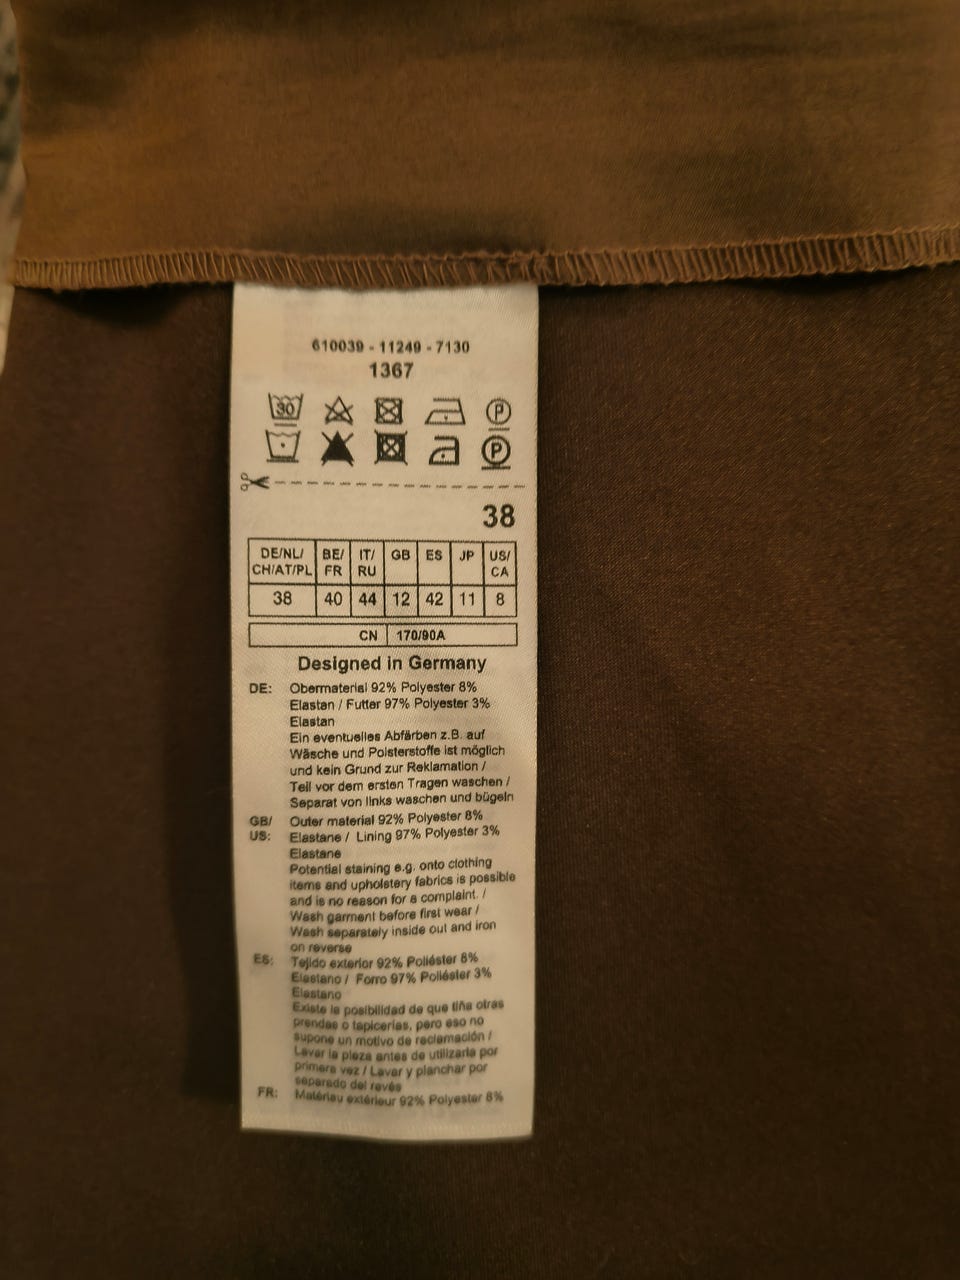 610039 - 11249 - 7130
1367
30 P
P
38
DE/NL/ CH/AT/PL BE/ FR IT/ RU GB ES JP US/ CA
38 40 44 12 42 11 8
CN 170/90A
Designed in Germany
DE: Obermaterial 92% Polyester 8%
Elastan / Futter 97% Polyester 3%
Elastan
Ein eventuelles Abfärben z.B. auf
Wäsche und Polsterstoffe ist möglich
und kein Grund zur Reklamation /
Teil vor dem ersten Tragen waschen /
Separat von links waschen und bügeln
GB/ Outer material 92% Polyester 8%
US: Elastane / Lining 97% Polyester 3%
Elastane
Potential staining e.g. onto clothing
items and upholstery fabrics is possible
and is no reason for a complaint. /
Wash garment before first wear /
Wash separately inside out and iron
on reverse
ES: Tejido exterior 92% Poliéster 8%
Elastano / Forro 97% Poliéster 3%
Elastano
Existe la posibilidad de que tiña otras
prendas o tapicerías, pero eso no
supone un motivo de reclamación /
Lavar la pieza antes de utilizarla por
primera vez / Lavar y planchar por
separado del revés
FR: Matériau extérieur 92% Polyester 8%